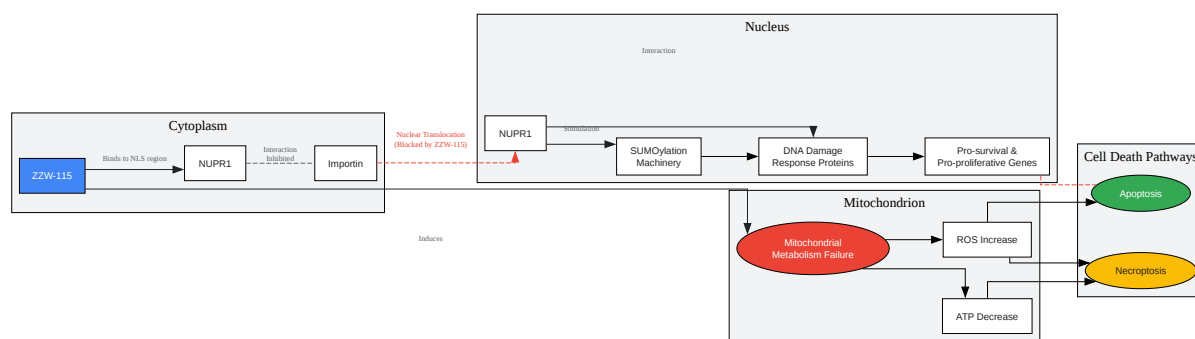 Nucleus
Interaction
NUPR1
Stimulation
SUMOylation
Machinery
DNA Damage
Response Proteins
Pro-survival &
Pro-proliferative Genes
Cytoplasm
ZZW-115
Binds to NLS region
NUPR1
Interaction
Inhibited
Importin
Nuclear Translocation
(Blocked by ZZW-115)
Induces
Mitochondrion
Mitochondrial
Metabolism Failure
ROS Increase
ATP Decrease
Cell Death Pathways
Apoptosis
Necroptosis